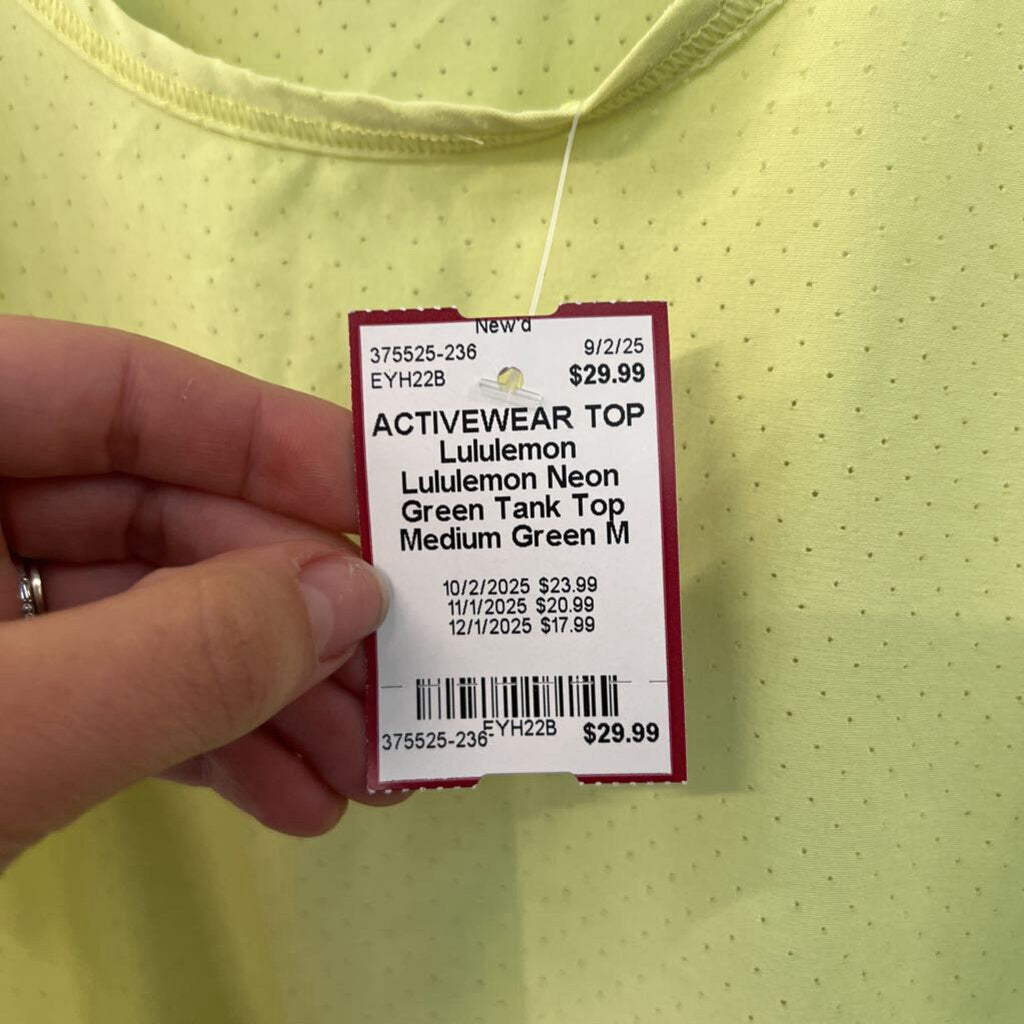 New'd
375525-236 9/2/25
EYH22B $29.99
ACTIVEWEAR TOP
Lululemon
Lululemon Neon
Green Tank Top
Medium Green M
10/2/2025 $23.99
11/1/2025 $20.99
12/1/2025 $17.99
375525-236 EYH22B $29.99